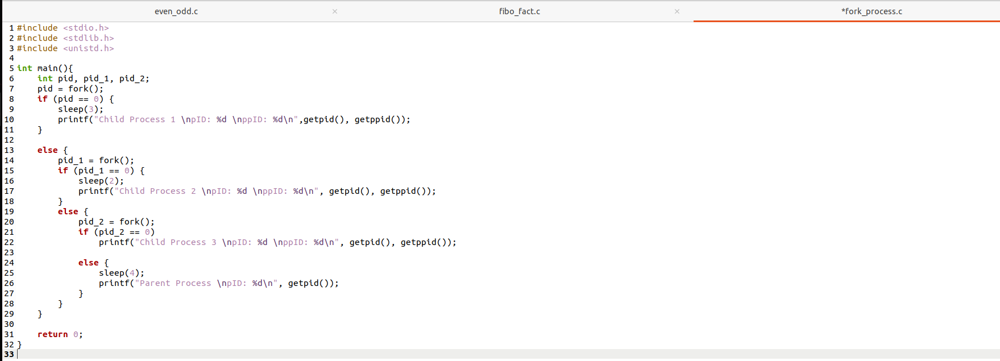 even_odd.c × fibo_fact.c × *fork_process.c
1 #include <stdio.h>
2 #include <stdlib.h>
3 #include <unistd.h>
4
5 int main(){
6     int pid, pid_1, pid_2;
7     pid = fork();
8     if (pid == 0) {
9         sleep(3);
10         printf("Child Process 1 \npID: %d \nppID: %d\n",getpid(), getppid());
11     }
12
13     else {
14         pid_1 = fork();
15         if (pid_1 == 0) {
16             sleep(2);
17             printf("Child Process 2 \npID: %d \nppID: %d\n", getpid(), getppid());
18         }
19         else {
20             pid_2 = fork();
21             if (pid_2 == 0)
22                 printf("Child Process 3 \npID: %d \nppID: %d\n", getpid(), getppid());
23
24             else {
25                 sleep(4);
26                 printf("Parent Process \npID: %d\n", getpid());
27             }
28         }
29     }
30
31     return 0;
32 }
33